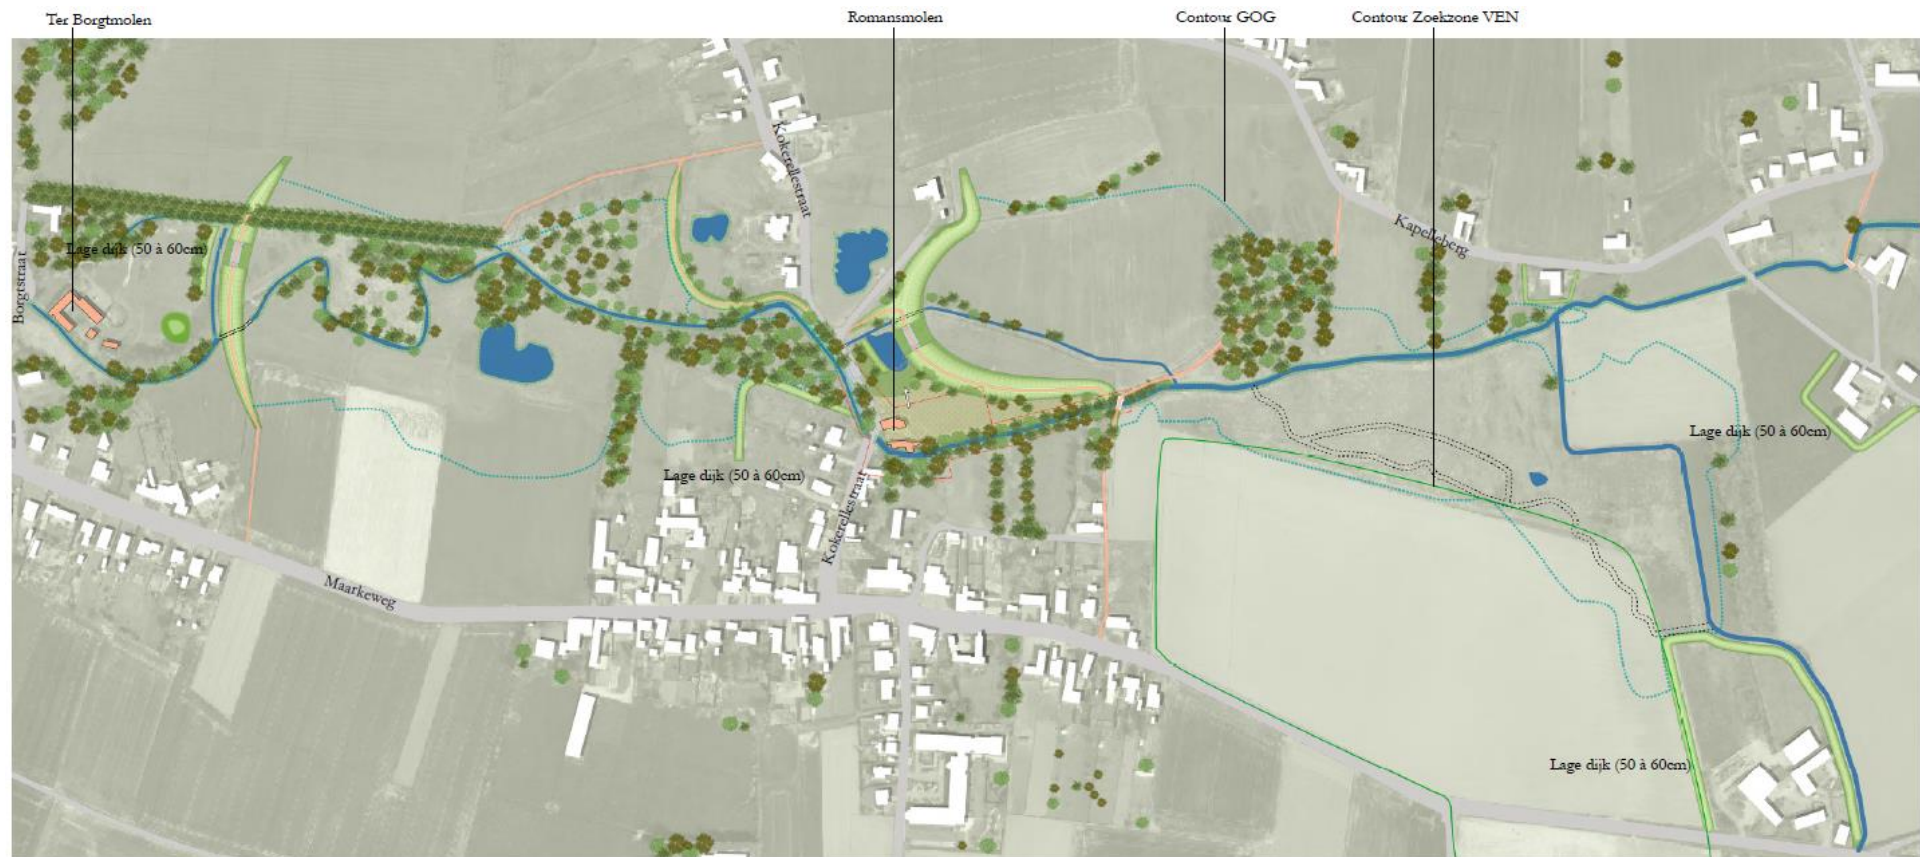 Ter Borgtmolen
Romansmolen
Contour GOG
Contour Zoekzone VEN
Kokerellestraat
Kapelleberg
Lage dijk (50 à 60cm)
Borgtstraat
Lage dijk (50 à 60cm)
Lage dijk (50 à 60cm)
Kokerellestraat
Maarkeweg
Lage dijk (50 à 60cm)